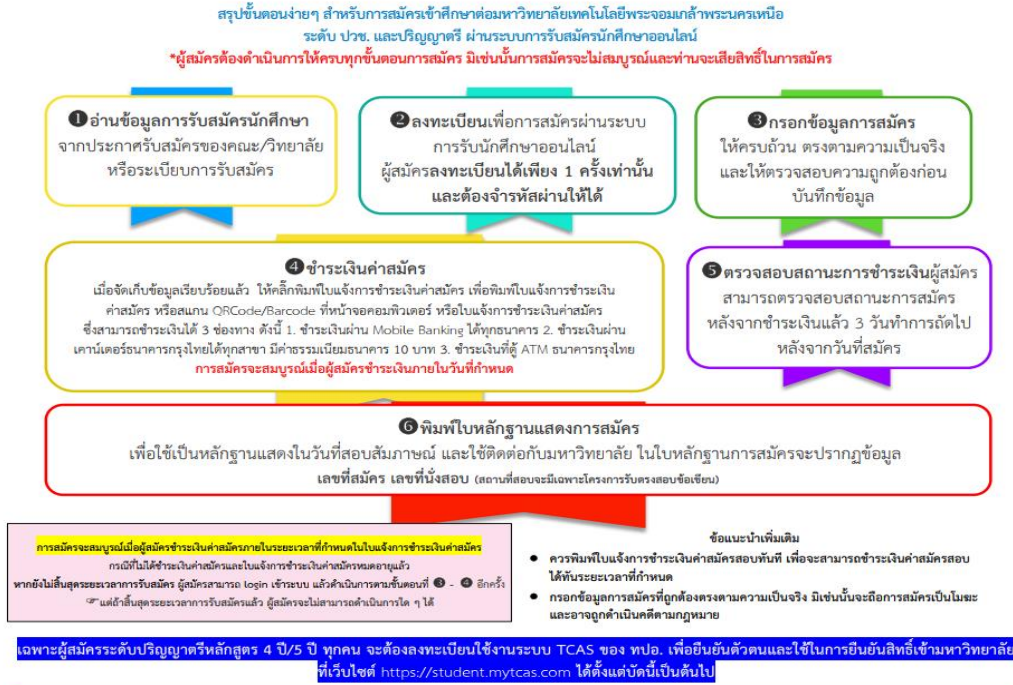 สรุปขั้นตอนง่ายๆ สำหรับการสมัครเข้าศึกษาต่อมหาวิทยาลัยเทคโนโลยีพระจอมเกล้าพระนครเหนือ
ระดับ ปวช. และปริญญาตรี ผ่านระบบการรับสมัครนักศึกษาออนไลน์
*ผู้สมัครต้องดำเนินการให้ครบทุกขั้นตอนการสมัคร มิเช่นนั้นการสมัครจะไม่สมบูรณ์และท่านจะเสียสิทธิ์ในการสมัคร
❶อ่านข้อมูลการรับสมัครนักศึกษา
จากประกาศรับสมัครของคณะ/วิทยาลัย
หรือระเบียบการรับสมัคร
❷ลงทะเบียนเพื่อการสมัครผ่านระบบ
การรับนักศึกษาออนไลน์
ผู้สมัครลงทะเบียนได้เพียง 1 ครั้งเท่านั้น
และต้องจำรหัสผ่านให้ได้
❸กรอกข้อมูลการสมัคร
ให้ครบถ้วน ตรงตามความเป็นจริง
และให้ตรวจสอบความถูกต้องก่อน
บันทึกข้อมูล
❹ชำระเงินค่าสมัคร
เมื่อจัดเก็บข้อมูลเรียบร้อยแล้ว ให้คลิ๊กพิมพ์ใบแจ้งการชำระเงินค่าสมัคร เพื่อพิมพ์ใบแจ้งการชำระเงิน
ค่าสมัคร หรือสแกน QRCode/Barcode ที่หน้าจอคอมพิวเตอร์ หรือใบแจ้งการชำระเงินค่าสมัคร
ซึ่งสามารถชำระเงินได้ 3 ช่องทาง ดังนี้ 1. ชำระเงินผ่าน Mobile Banking ได้ทุกธนาคาร 2. ชำระเงินผ่าน
เคาน์เตอร์ธนาคารกรุงไทยได้ทุกสาขา มีค่าธรรมเนียมธนาคาร 10 บาท 3. ชำระเงินที่ตู้ ATM ธนาคารกรุงไทย
การสมัครจะสมบูรณ์เมื่อผู้สมัครชำระเงินภายในวันที่กำหนด
❺ตรวจสอบสถานะการชำระเงินผู้สมัคร
สามารถตรวจสอบสถานะการสมัคร
หลังจากชำระเงินแล้ว 3 วันทำการถัดไป
หลังจากวันที่สมัคร
❻พิมพ์ใบหลักฐานแสดงการสมัคร
เพื่อใช้เป็นหลักฐานแสดงในวันที่สอบสัมภาษณ์ และใช้ติดต่อกับมหาวิทยาลัย ในใบหลักฐานการสมัครจะปรากฏข้อมูล
เลขที่สมัคร เลขที่นั่งสอบ (สถานที่สอบจะมีเฉพาะโครงการรับตรงสอบข้อเขียน)
การสมัครจะสมบูรณ์เมื่อผู้สมัครชำระเงินค่าสมัครภายในระยะเวลาที่กำหนดในใบแจ้งการชำระเงินค่าสมัคร
กรณีที่ไม่ได้ชำระเงินค่าสมัครและใบแจ้งการชำระเงินค่าสมัครหมดอายุแล้ว
หากยังไม่สิ้นสุดระยะเวลาการรับสมัคร ผู้สมัครสามารถ login เข้าระบบ แล้วดำเนินการตามขั้นตอนที่ ❸ - ❹ อีกครั้ง
☞แต่ถ้าสิ้นสุดระยะเวลาการรับสมัครแล้ว ผู้สมัครจะไม่สามารถดำเนินการใด ๆ ได้
ข้อแนะนำเพิ่มเติม
● ควรพิมพ์ใบแจ้งการชำระเงินค่าสมัครสอบทันที เพื่อจะสามารถชำระเงินค่าสมัครสอบ
ได้ทันระยะเวลาที่กำหนด
● กรอกข้อมูลการสมัครที่ถูกต้องตรงตามความเป็นจริง มิเช่นนั้นจะถือการสมัครเป็นโมฆะ
และอาจถูกดำเนินคดีตามกฎหมาย
เฉพาะผู้สมัครระดับปริญญาตรีหลักสูตร 4 ปี/5 ปี ทุกคน จะต้องลงทะเบียนใช้งานระบบ TCAS ของ ทปอ. เพื่อยืนยันตัวตนและใช้ในการยืนยันสิทธิ์เข้ามหาวิทยาลัย
ที่เว็บไซต์ https://student.mytcas.com ได้ตั้งแต่บัดนี้เป็นต้นไป